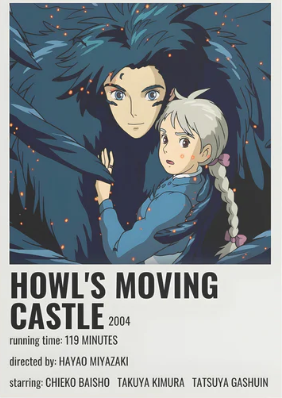 HOWL'S MOVING
CASTLE 2004
running time: 119 MINUTES
directed by: HAYAO MIYAZAKI
starring: CHIEKO BAISHO TAKUYA KIMURA TATSUYA GASHUIN